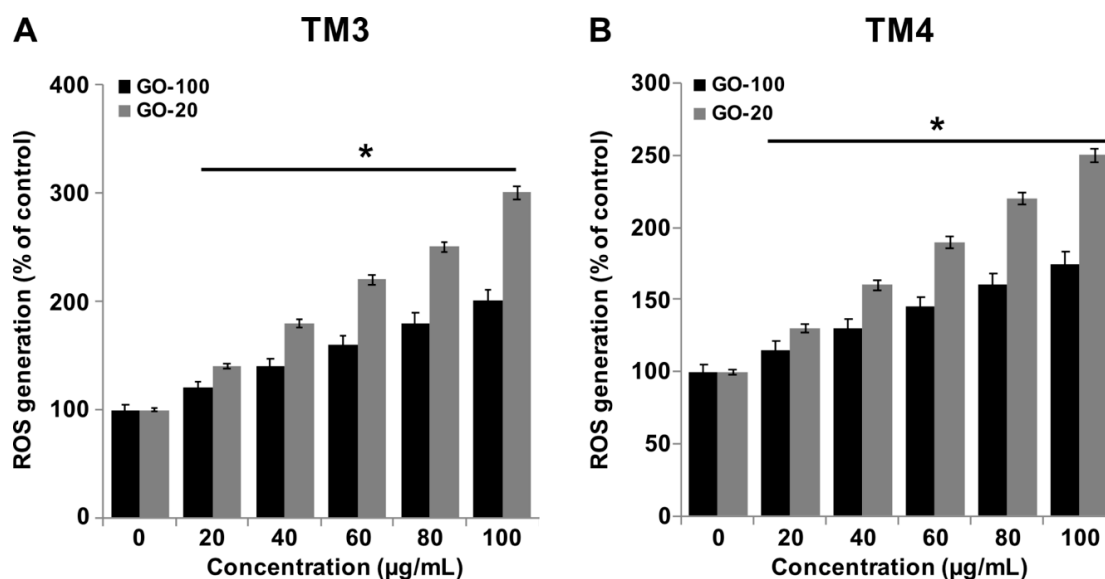 A
TM3
ROS generation (% of control)
400
300
200
100
0
GO-100
GO-20
*
0 20 40 60 80 100
Concentration (µg/mL)
B
TM4
ROS generation (% of control)
300
250
200
150
100
50
0
GO-100
GO-20
*
0 20 40 60 80 100
Concentration (µg/mL)